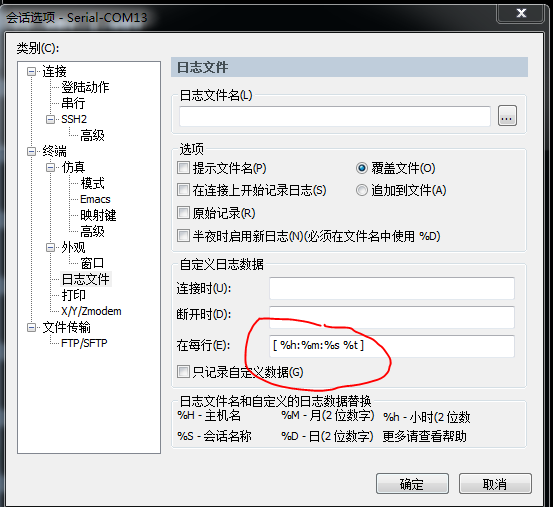 会话选项 - Serial-COM13
类别(C):
连接
登陆动作
串行
SSH2
高级
终端
仿真
模式
Emacs
映射键
高级
外观
窗口
日志文件
打印
X/Y/Zmodem
文件传输
FTP/SFTP
日志文件
日志文件名(L)
...
选项
提示文件名(P)
覆盖文件(O)
在连接上开始记录日志(S)
追加到文件(A)
原始记录(R)
半夜时启用新日志(N)(必须在文件名中使用 %D)
自定义日志数据
连接时(U):
断开时(D):
在每行(E):
[ %h:%m:%s %t ]
只记录自定义数据(G)
日志文件名和自定义的日志数据替换
%H - 主机名
%M - 月(2 位数字)
%h - 小时(2 位数
%S - 会话名称
%D - 日(2 位数字)
更多请查看帮助
确定
取消